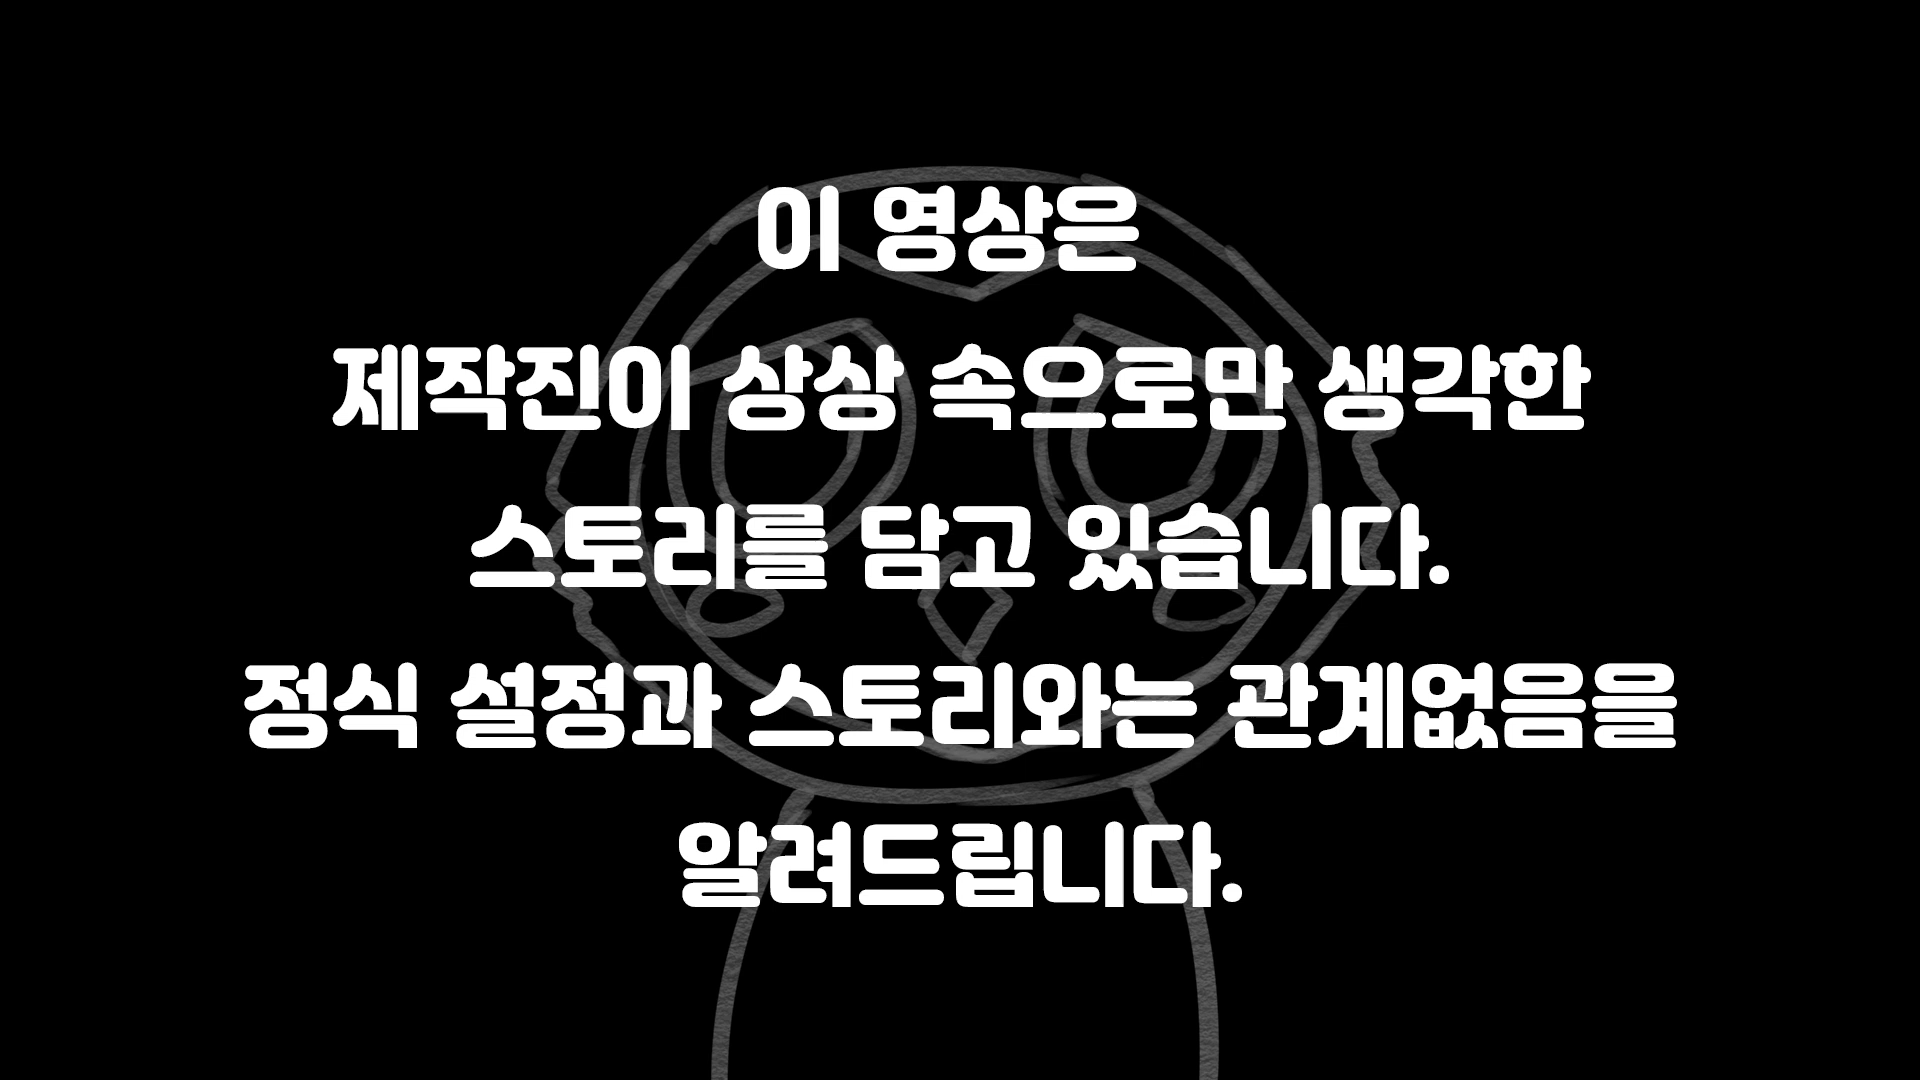 이 영상은
제작진이 상상 속으로만 생각한
스토리를 담고 있습니다.
정식 설정과 스토리와는 관계없음을
알려드립니다.